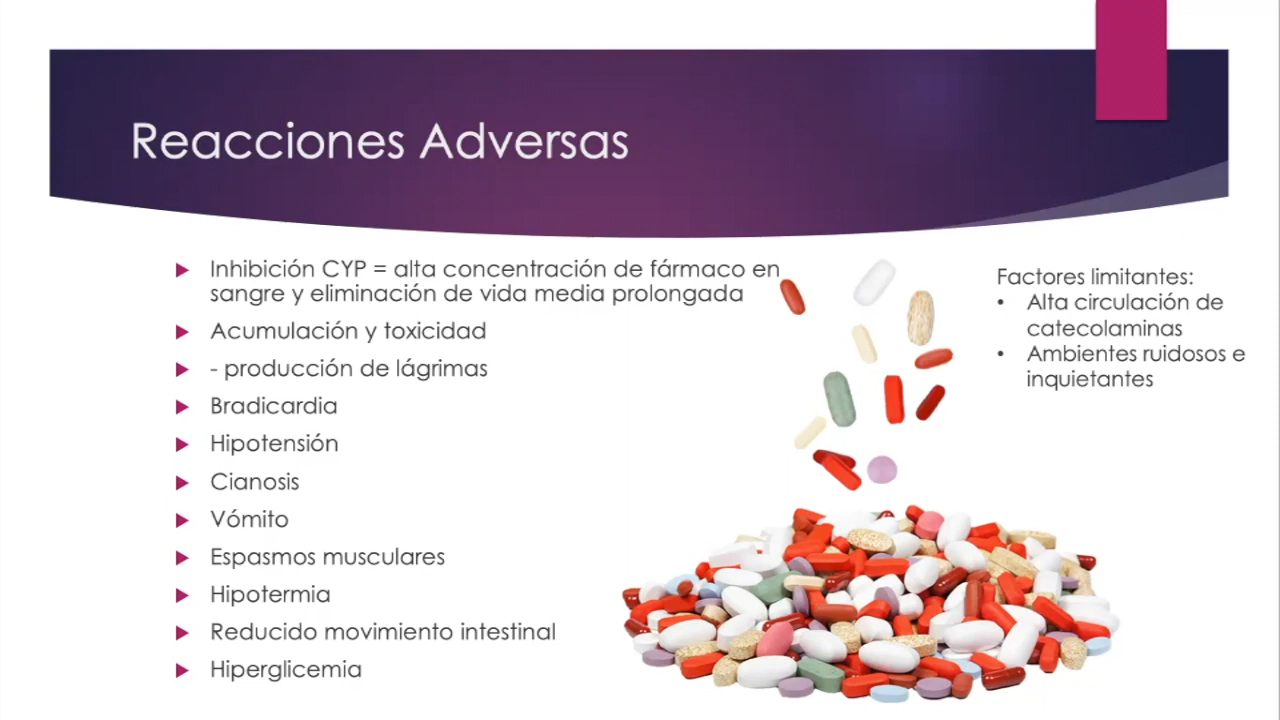 Reacciones Adversas
Inhibición CYP = alta concentración de fármaco en
sangre y eliminación de vida media prolongada
Acumulación y toxicidad
- producción de lágrimas
Bradicardia
Hipotensión
Cianosis
Vómito
Espasmos musculares
Hipotermia
Reducido movimiento intestinal
Hiperglicemia
Factores limitantes:
• Alta circulación de
catecolaminas
• Ambientes ruidosos e
inquietantes